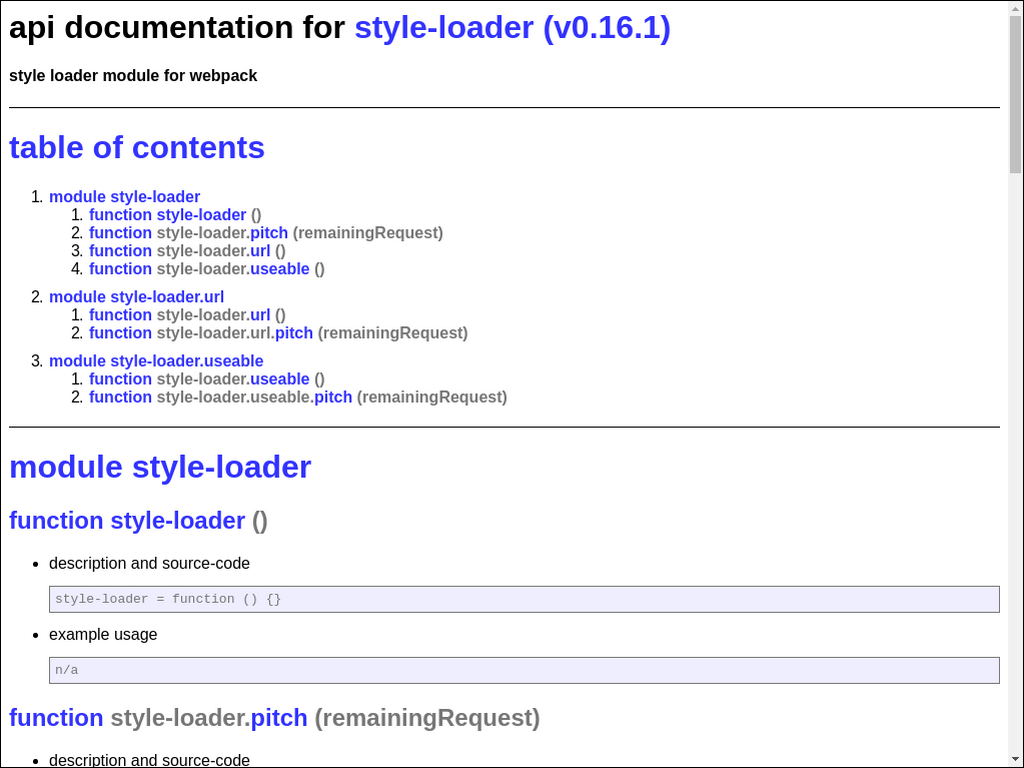 api documentation for style-loader (v0.16.1)
style loader module for webpack
table of contents
1. module style-loader
1. function style-loader ()
2. function style-loader.pitch (remainingRequest)
3. function style-loader.url ()
4. function style-loader.useable ()
2. module style-loader.url
1. function style-loader.url ()
2. function style-loader.url.pitch (remainingRequest)
3. module style-loader.useable
1. function style-loader.useable ()
2. function style-loader.useable.pitch (remainingRequest)
module style-loader
function style-loader ()
• description and source-code
style-loader = function () {}
• example usage
n/a
function style-loader.pitch (remainingRequest)
• description and source-code